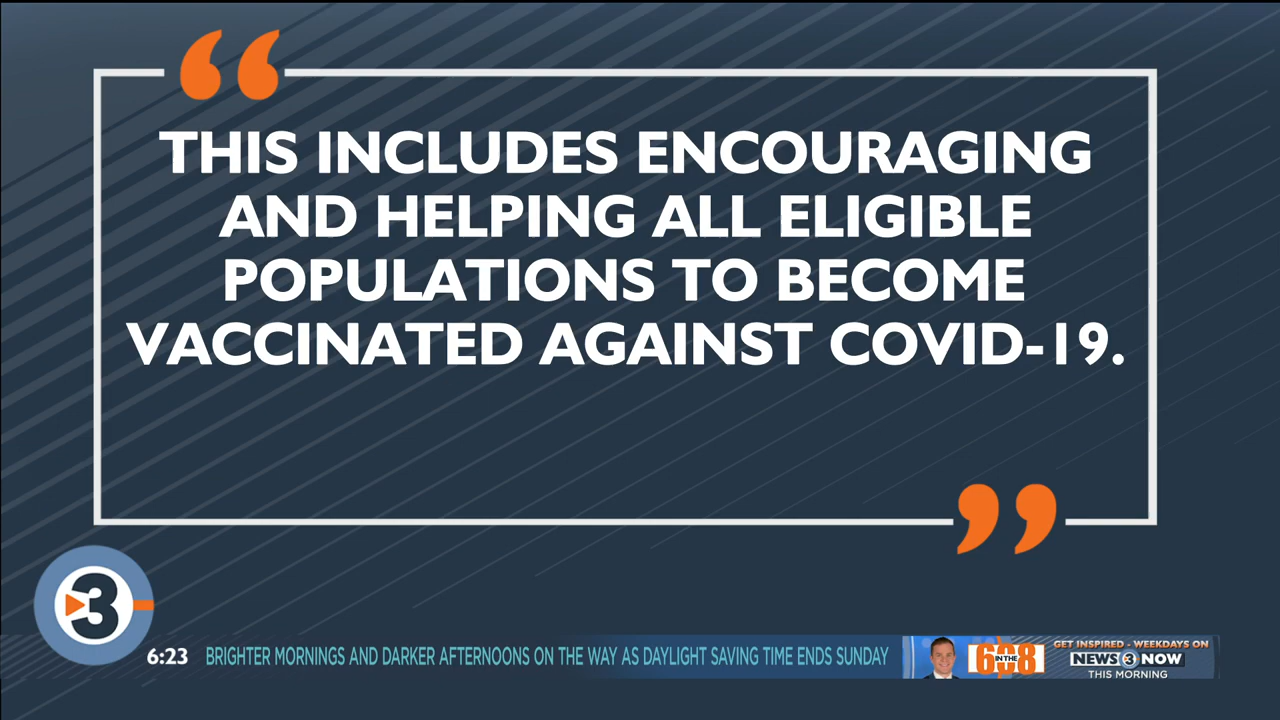 “
THIS INCLUDES ENCOURAGING
AND HELPING ALL ELIGIBLE
POPULATIONS TO BECOME
VACCINATED AGAINST COVID-19.
”
3
6:23 BRIGHTER MORNINGS AND DARKER AFTERNOONS ON THE WAY AS DAYLIGHT SAVING TIME ENDS SUNDAY
IN THE 608
GET INSPIRED - WEEKDAYS ON
NEWS 3 NOW
THIS MORNING